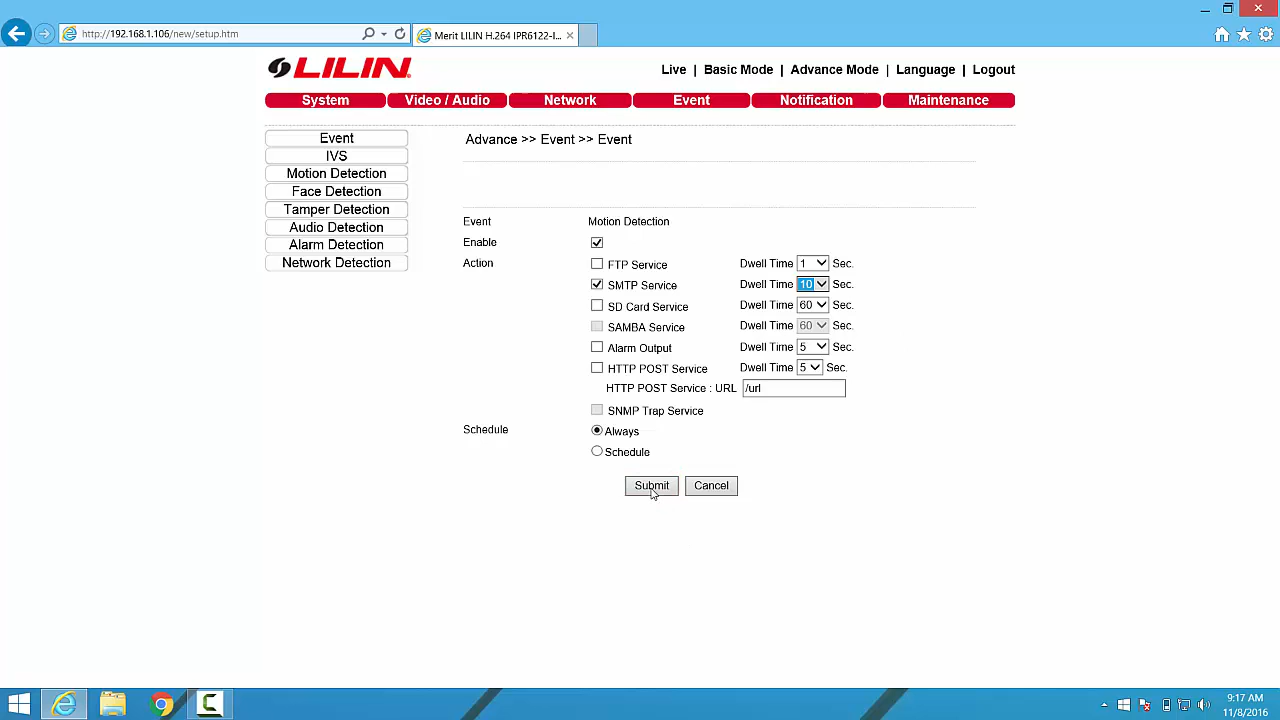 http://192.168.1.106/new/setup.htm
Merit LILIN H.264 IPR6122-I...
LILIN
Live | Basic Mode | Advance Mode | Language | Logout
System Video / Audio Network Event Notification Maintenance
Event
IVS
Motion Detection
Face Detection
Tamper Detection
Audio Detection
Alarm Detection
Network Detection
Advance >> Event >> Event
Event Motion Detection
Enable
Action FTP Service Dwell Time 1 Sec.
SMTP Service Dwell Time 10 Sec.
SD Card Service Dwell Time 60 Sec.
SAMBA Service Dwell Time 60 Sec.
Alarm Output Dwell Time 5 Sec.
HTTP POST Service Dwell Time 5 Sec.
HTTP POST Service : URL /url
SNMP Trap Service
Schedule Always
Schedule
Submit Cancel
9:17 AM
11/8/2016